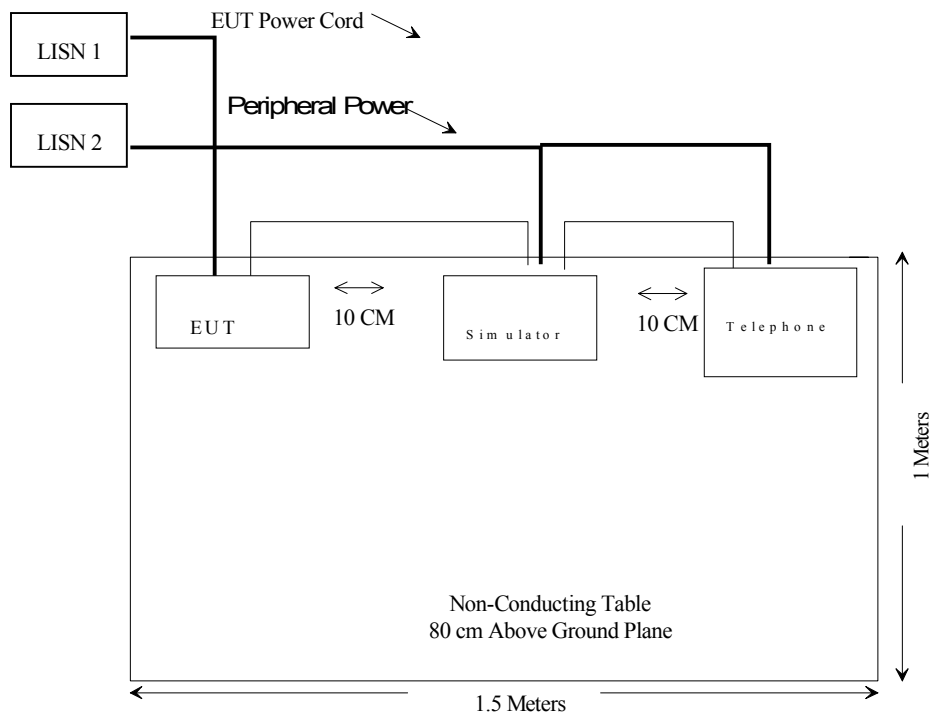 EUT Power Cord
LISN 1
Peripheral Power
LISN 2
EUT
10 CM
Simulator
10 CM
Telephone
1 Meters
Non-Conducting Table
80 cm Above Ground Plane
1.5 Meters